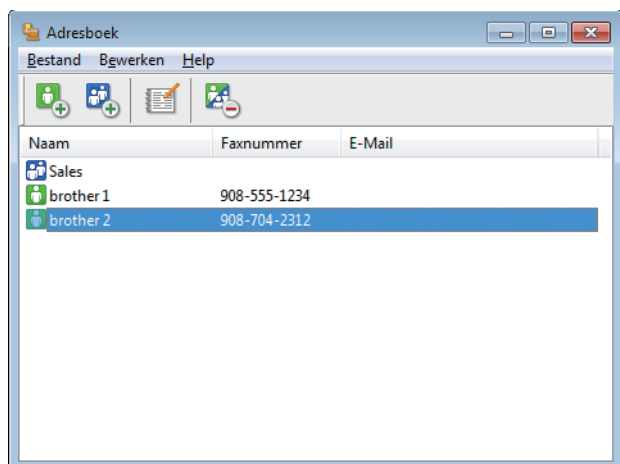 Adresboek
Bestand Bewerken Help
Naam Faxnummer E-Mail
Sales
brother 1 908-555-1234
brother 2 908-704-2312